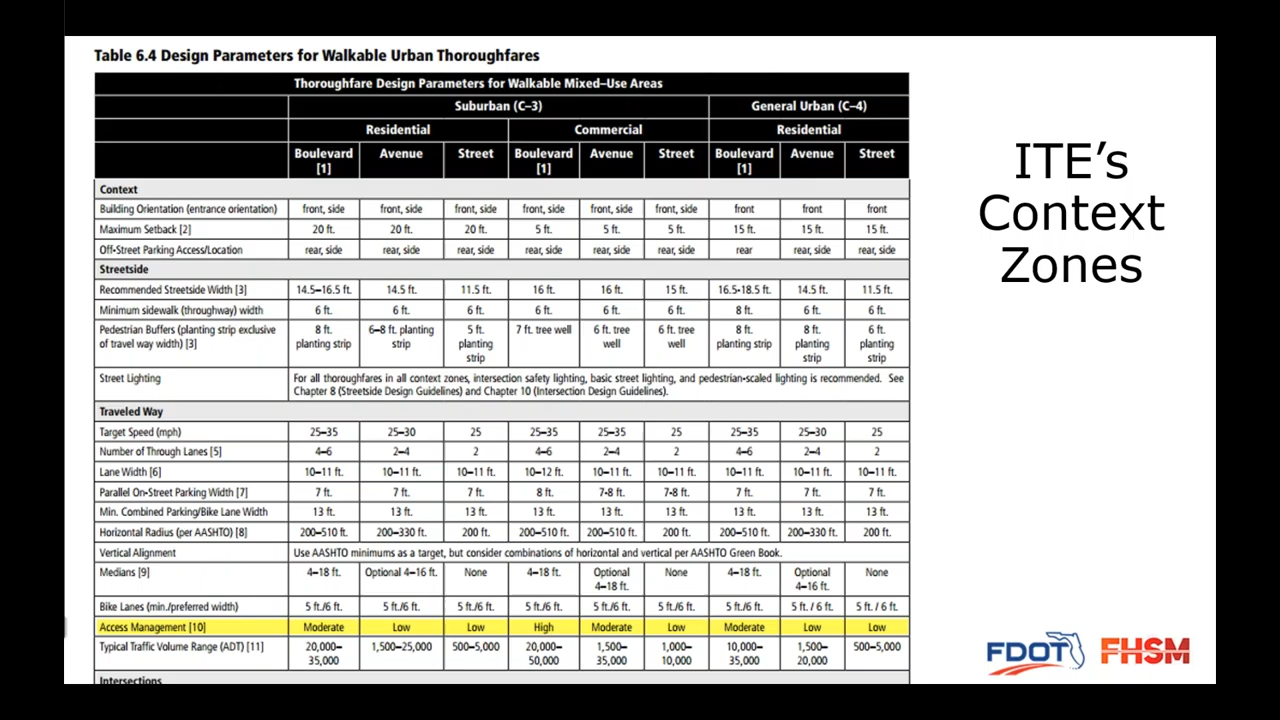 Table 6.4 Design Parameters for Walkable Urban Thoroughfares
Thoroughfare Design Parameters for Walkable Mixed–Use Areas
Suburban (C–3) General Urban (C–4)
Residential Commercial Residential
Boulevard [1] Avenue Street Boulevard [1] Avenue Street Boulevard [1] Avenue Street
Context
Building Orientation (entrance orientation) front, side front, side front, side front, side front, side front, side front front front
Maximum Setback [2] 20 ft. 20 ft. 20 ft. 5 ft. 5 ft. 5 ft. 15 ft. 15 ft. 15 ft.
Off-Street Parking Access/Location rear, side rear, side rear, side rear, side rear, side rear, side rear rear, side rear, side
Streetside
Recommended Streetside Width [3] 14.5–16.5 ft. 14.5 ft. 11.5 ft. 16 ft. 16 ft. 15 ft. 16.5-18.5 ft. 14.5 ft. 11.5 ft.
Minimum sidewalk (throughway) width 6 ft. 6 ft. 6 ft. 6 ft. 6 ft. 6 ft. 8 ft. 6 ft. 6 ft.
Pedestrian Buffers (planting strip exclusive of travel way width) [3] 8 ft. planting strip 6–8 ft. planting strip 5 ft. planting strip 7 ft. tree well 6 ft. tree well 6 ft. tree well 8 ft. planting strip 8 ft. planting strip 6 ft. planting strip
Street Lighting For all thoroughfares in all context zones, intersection safety lighting, basic street lighting, and pedestrian-scaled lighting is recommended. See
Chapter 8 (Streetside Design Guidelines) and Chapter 10 (Intersection Design Guidelines).
Traveled Way
Target Speed (mph) 25–35 25–30 25 25–35 25–35 25 25–35 25–30 25
Number of Through Lanes [5] 4–6 2–4 2 4–6 2–4 2 4–6 2–4 2
Lane Width [6] 10–11 ft. 10–11 ft. 10–11 ft. 10–12 ft. 10–11 ft. 10–11 ft. 10–11 ft. 10–11 ft. 10–11 ft.
Parallel On-Street Parking Width [7] 7 ft. 7 ft. 7 ft. 8 ft. 7-8 ft. 7-8 ft. 7 ft. 7 ft. 7 ft.
Min. Combined Parking/Bike Lane Width 13 ft. 13 ft. 13 ft. 13 ft. 13 ft. 13 ft. 13 ft. 13 ft. 13 ft.
Horizontal Radius (per AASHTO) [8] 200–510 ft. 200–330 ft. 200 ft. 200–510 ft. 200–510 ft. 200 ft. 200–510 ft. 200–330 ft. 200 ft.
Vertical Alignment Use AASHTO minimums as a target, but consider combinations of horizontal and vertical per AASHTO Green Book.
Medians [9] 4–18 ft. Optional 4–16 ft. None 4–18 ft. Optional 4–18 ft. None 4–18 ft. Optional 4–16 ft. None
Bike Lanes (min./preferred width) 5 ft./6 ft. 5 ft./6 ft. 5 ft./6 ft. 5 ft./6 ft. 5 ft./6 ft. 5 ft./6 ft. 5 ft./6 ft. 5 ft. / 6 ft. 5 ft. / 6 ft.
Access Management [10] Moderate Low Low High Moderate Low Moderate Low Low
Typical Traffic Volume Range (ADT) [11] 20,000–35,000 1,500–25,000 500–5,000 20,000–50,000 1,500–35,000 1,000–10,000 10,000–35,000 1,500–20,000 500–5,000
Intersections
ITE’s
Context
Zones
FDOT FHSM